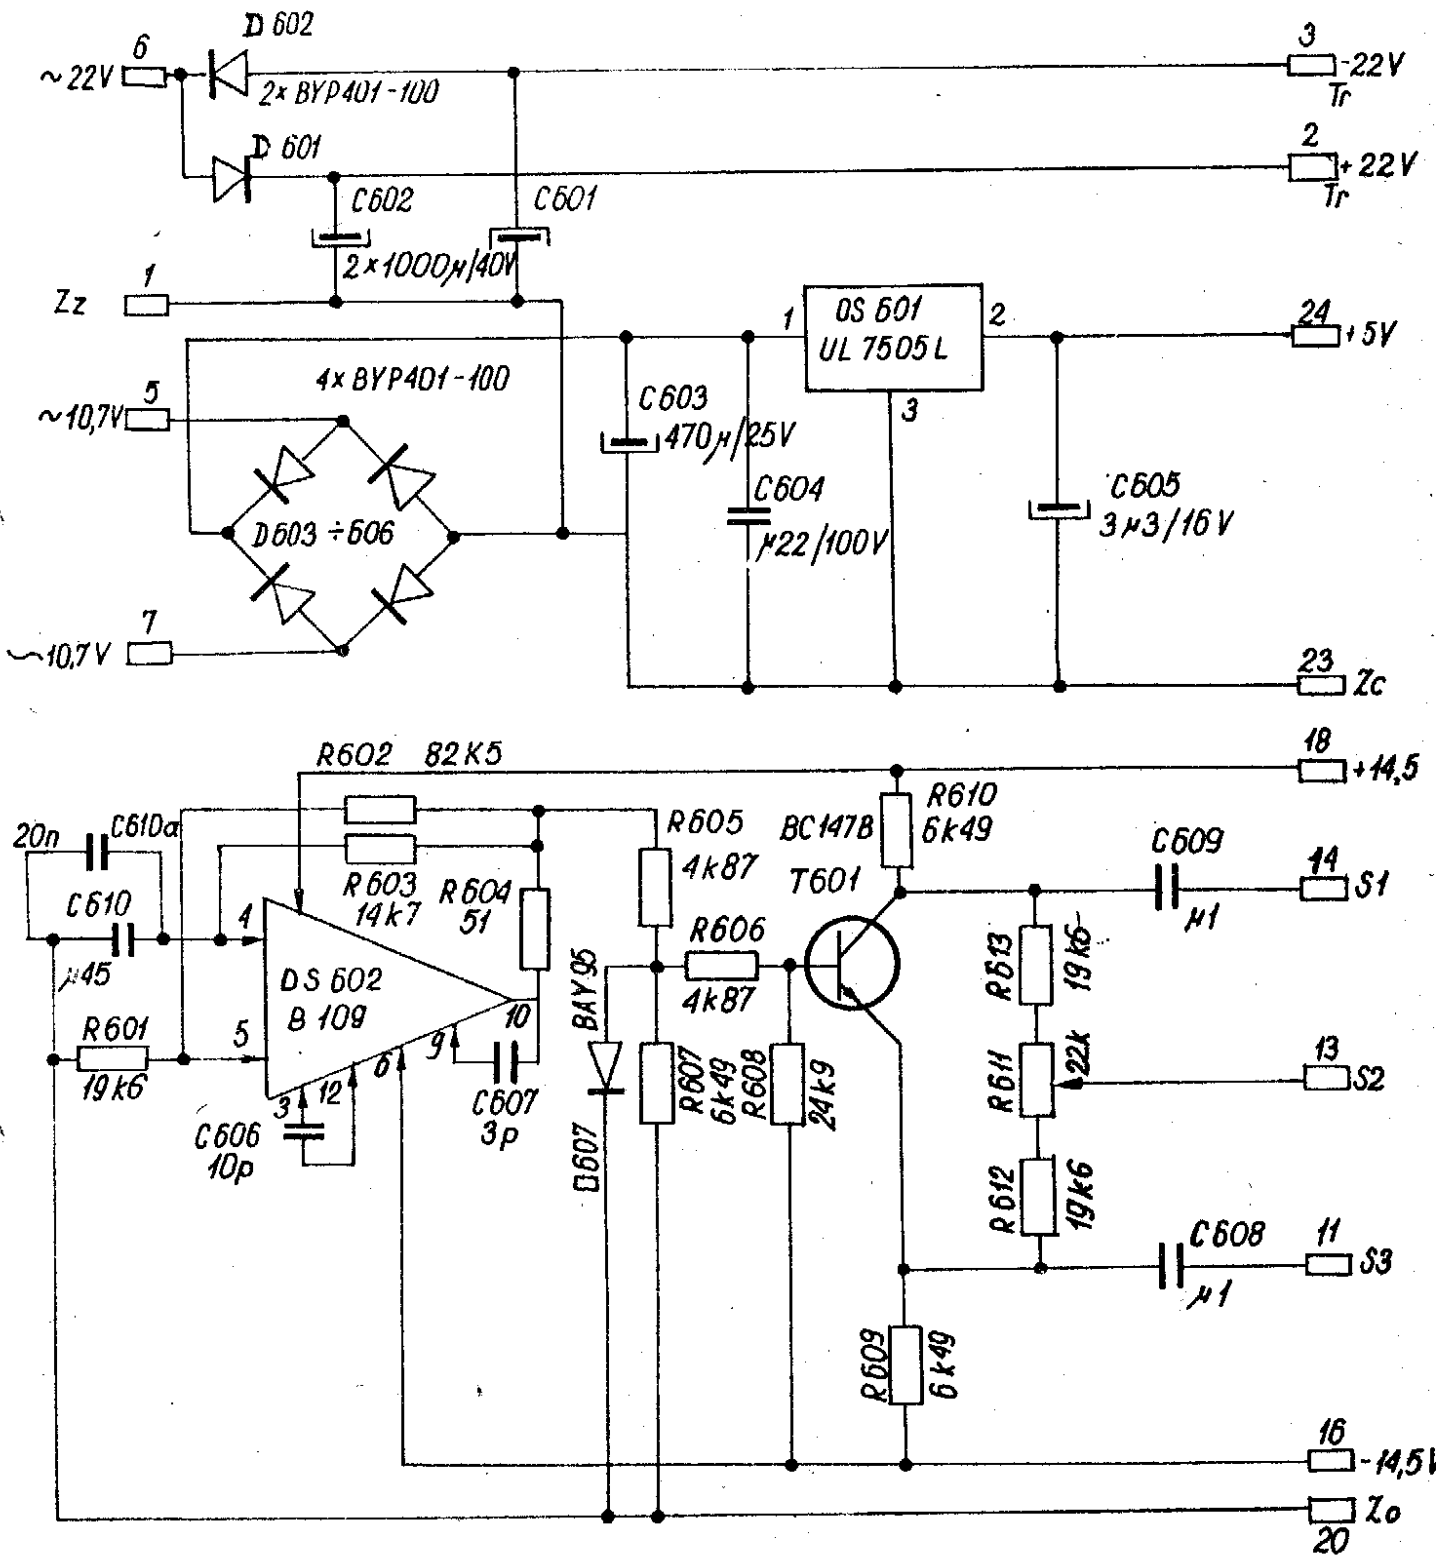 D 602
6
~22V
2× BYP401-100
3
-22V
Tr
D 601
2
+22V
Tr
C602
C601
2×1000µ/40V
1
Zz
1
OS 601
UL 7505L
2
3
24
+5V
4× BYP401-100
5
~10,7V
C603
470µ/25V
D603÷606
C604
µ22/100V
C605
3µ3/16V
7
~10,7V
23
Zc
R602 82K5
18
+14,5
20n
C610a
R603
14k7
R604
51
R605
4k87
BC147B
R610
6k49
C609
µ1
14
S1
C610
µ45
4
T601
R606
4k87
R613
19k6
DS 602
B 109
BAY95
R601
19k6
5
10
9
6
12
3
C606
10p
C607
3p
D607
R607
6k49
R608
24k9
R611
22k
13
S2
R612
19k6
C608
µ1
11
S3
R609
6k49
16
-14,5V
Zo
20